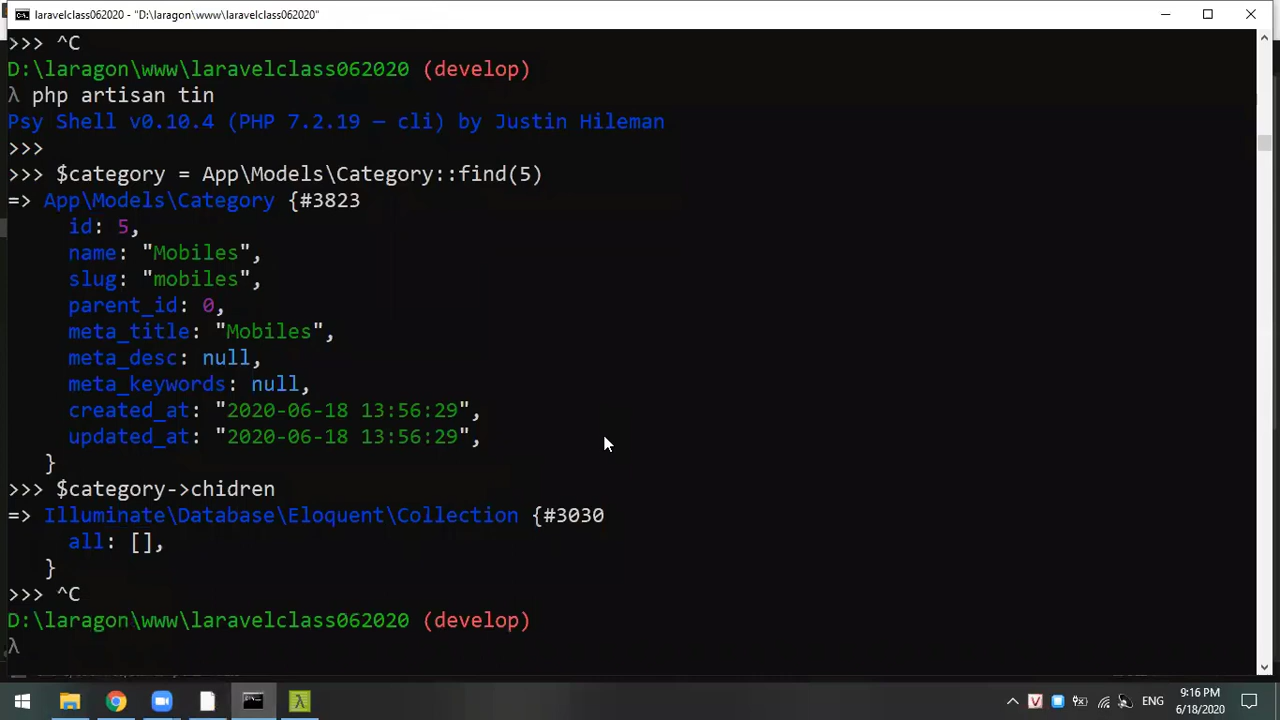 laravelclass062020 - "D:\laragon\www\laravelclass062020"
>>> ^C
D:\laragon\www\laravelclass062020 (develop)
λ php artisan tin
Psy Shell v0.10.4 (PHP 7.2.19 — cli) by Justin Hileman
>>>
>>> $category = App\Models\Category::find(5)
=> App\Models\Category {#3823
id: 5,
name: "Mobiles",
slug: "mobiles",
parent_id: 0,
meta_title: "Mobiles",
meta_desc: null,
meta_keywords: null,
created_at: "2020-06-18 13:56:29",
updated_at: "2020-06-18 13:56:29",
}
>>> $category->chidren
=> Illuminate\Database\Eloquent\Collection {#3030
all: [],
}
>>> ^C
D:\laragon\www\laravelclass062020 (develop)
λ
ENG
9:16 PM
6/18/2020